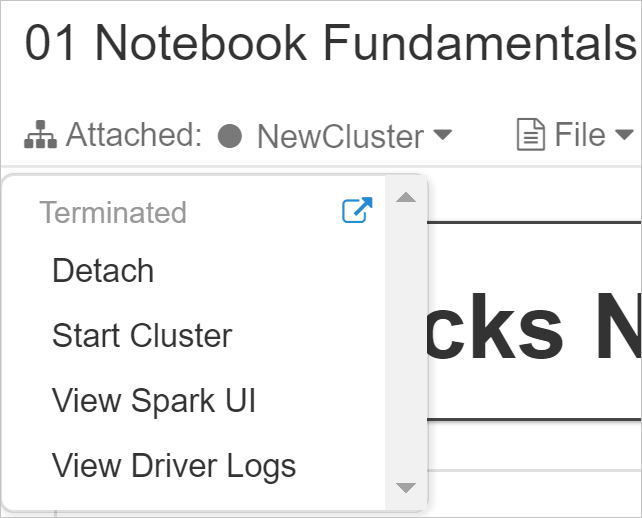 01 Notebook Fundamentals
Attached: NewCluster File
Terminated
Detach
Start Cluster
View Spark UI
View Driver Logs
cks N